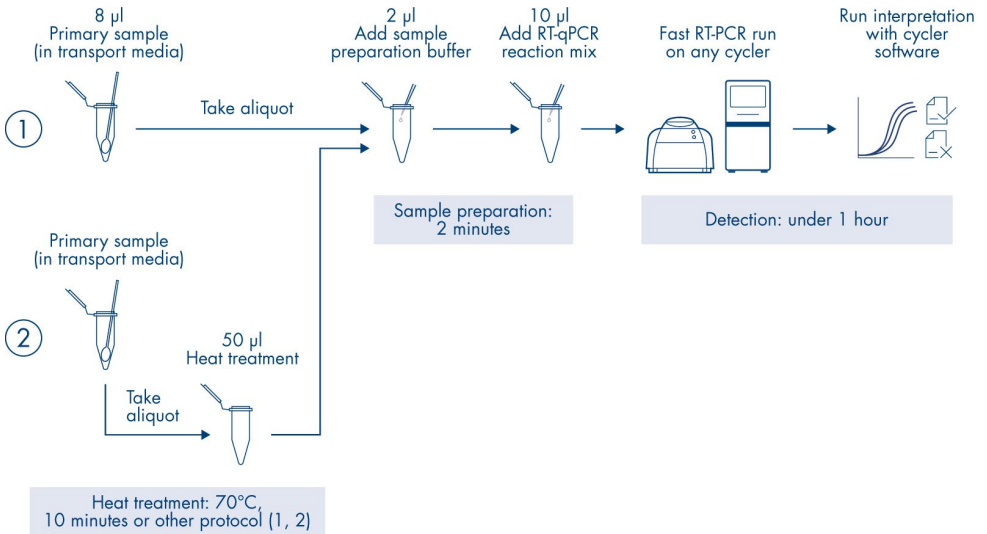 8 µl
Primary sample
(in transport media)
2 µl
Add sample
preparation buffer
10 µl
Add RT-qPCR
reaction mix
Fast RT-PCR run
on any cycler
Run interpretation
with cycler
software
1
Take aliquot
Sample preparation:
2 minutes
Detection: under 1 hour
Primary sample
(in transport media)
2
50 µl
Heat treatment
Take
aliquot
Heat treatment: 70°C,
10 minutes or other protocol (1, 2)